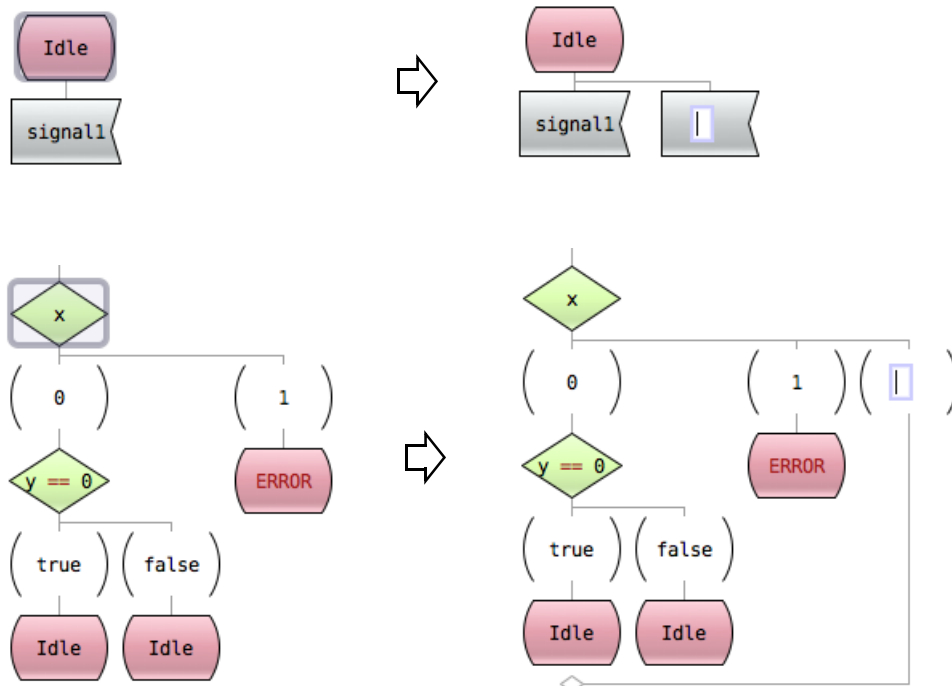 Idle
signal1
Idle
signal1
x
0
1
y == 0
ERROR
true
false
Idle
Idle
x
0
1
y == 0
ERROR
true
false
Idle
Idle